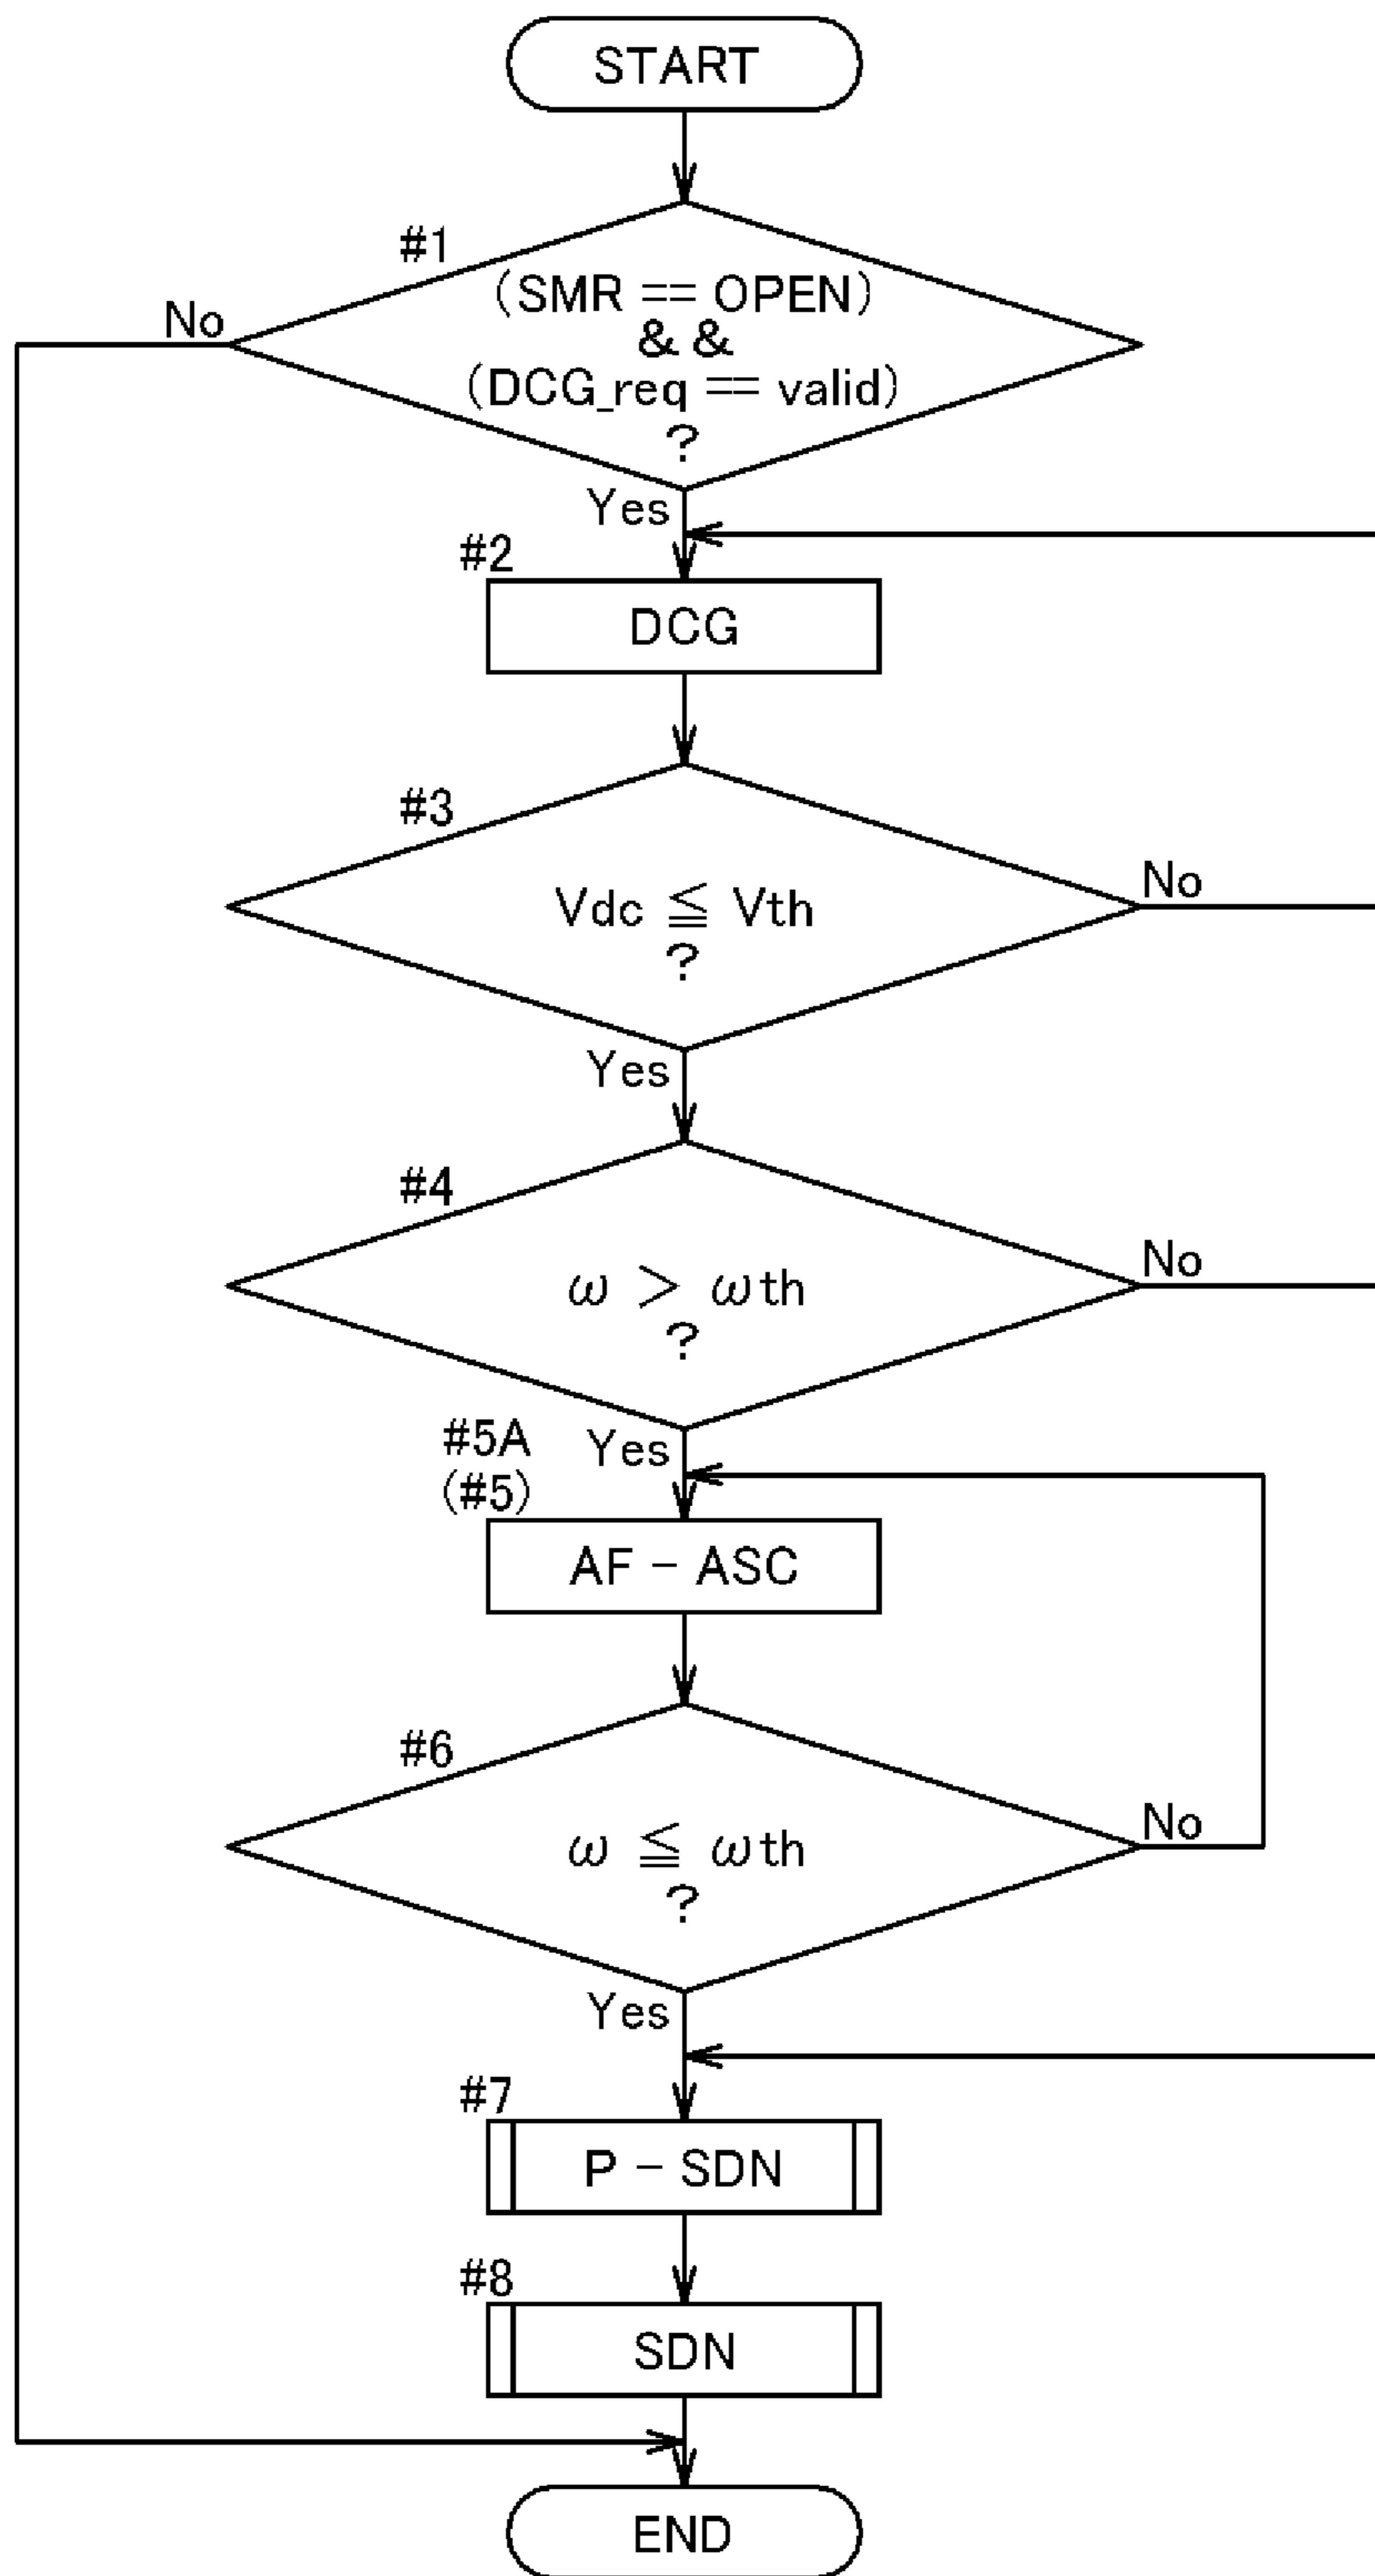 START
#1
(SMR == OPEN)
No
& &
(DCG_req == valid)
?
Yes
#2
DCG
#3
Vdc ≦ Vth
No
?
Yes
#4
ω > ωth
No
?
#5A
Yes
(#5)
AF - ASC
#6
ω ≦ ωth
No
?
Yes
#7
P - SDN
#8
SDN
END